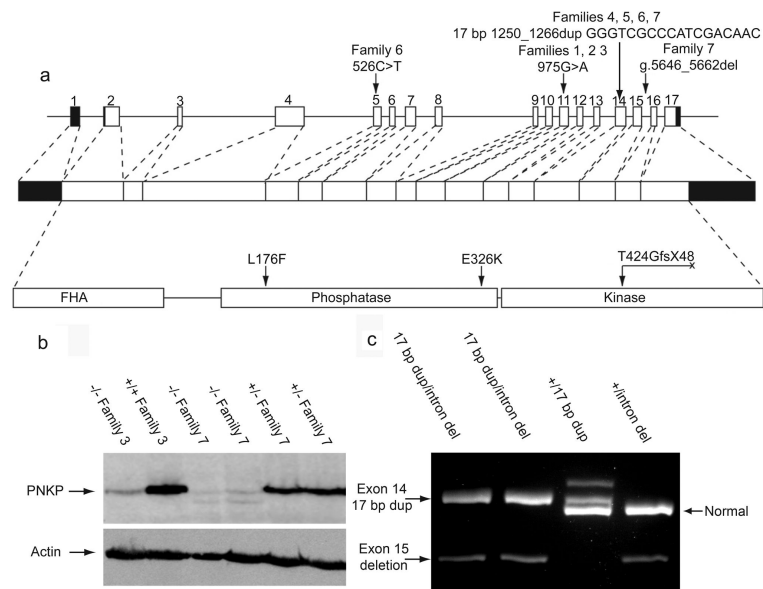 Families 4, 5, 6, 7
17 bp 1250_1266dup GGGTCGCCCATCGACAAC
Family 6
526C>T
Families 1, 2 3
975G>A
Family 7
g.5646_5662del
a
1 2 3 4 5 6 7 8 9 10 11 12 13 14 15 16 17
L176F
E326K
T424GfsX48
x
FHA
Phosphatase
Kinase
b
-/- Family 3
+/+ Family 3
-/- Family 7
-/- Family 7
+/- Family 7
+/- Family 7
PNKP
Actin
c
17 bp dup/intron del
17 bp dup/intron del
+/17 bp dup
+/intron del
Exon 14
17 bp dup
Normal
Exon 15
deletion